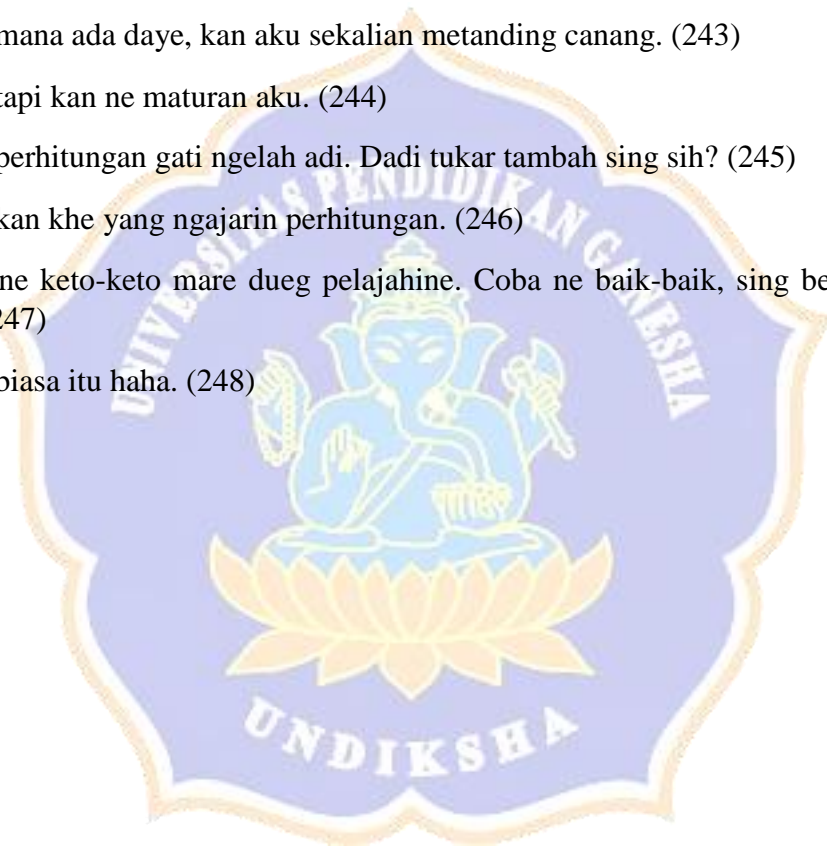 mana ada daye, kan aku sekalian metanding canang. (243)
tapi kan ne maturan aku. (244)
perhitungan gati ngelah adi. Dadi tukar tambah sing sih? (245)
kan khe yang ngajarin perhitungan. (246)
ne keto-keto mare dueg pelajahine. Coba ne baik-baik, sing be
247)
biasa itu haha. (248)
UNIVERSITAS PENDIDIKAN GANESHA
UNDIKSHA